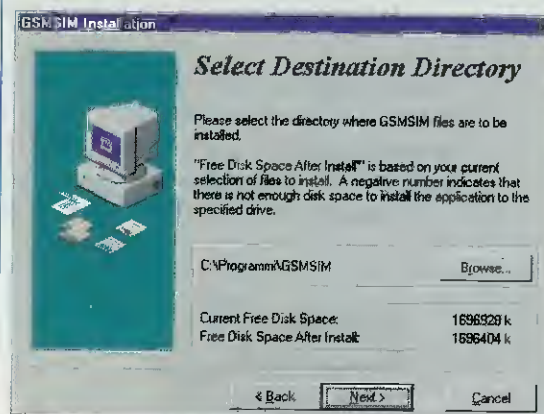 GSMSIM Installation
Select Destination Directory
Please select the directory where GSMSIM files are to be
installed.
"Free Disk Space After Install" is based on your current
selection of files to install. A negative number indicates that
there is not enough disk space to install the application to the
specified drive.
C:\Programmi\GSMSIM
Browse...
Current Free Disk Space: 1696928 k
Free Disk Space After Install: 1696404 k
< Back
Next >
Cancel